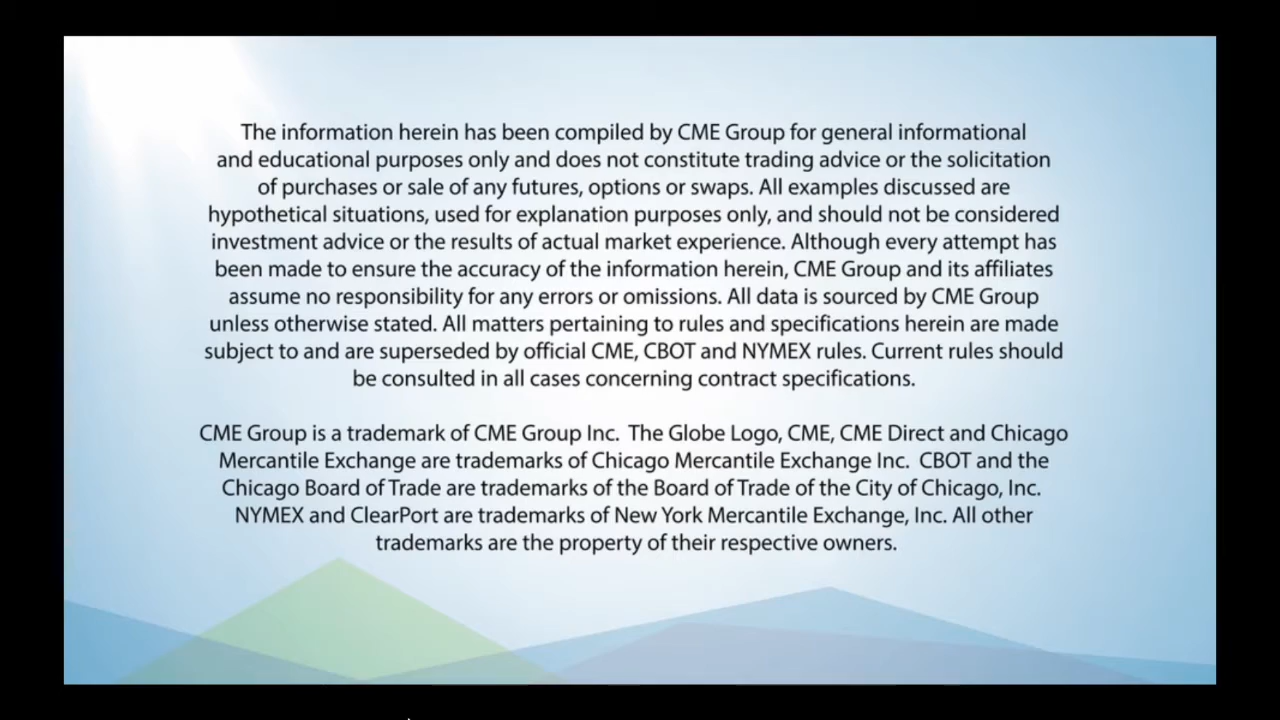 The information herein has been compiled by CME Group for general informational
and educational purposes only and does not constitute trading advice or the solicitation
of purchases or sale of any futures, options or swaps. All examples discussed are
hypothetical situations, used for explanation purposes only, and should not be considered
investment advice or the results of actual market experience. Although every attempt has
been made to ensure the accuracy of the information herein, CME Group and its affiliates
assume no responsibility for any errors or omissions. All data is sourced by CME Group
unless otherwise stated. All matters pertaining to rules and specifications herein are made
subject to and are superseded by official CME, CBOT and NYMEX rules. Current rules should
be consulted in all cases concerning contract specifications.
CME Group is a trademark of CME Group Inc.  The Globe Logo, CME, CME Direct and Chicago
Mercantile Exchange are trademarks of Chicago Mercantile Exchange Inc.  CBOT and the
Chicago Board of Trade are trademarks of the Board of Trade of the City of Chicago, Inc.
NYMEX and ClearPort are trademarks of New York Mercantile Exchange, Inc. All other
trademarks are the property of their respective owners.